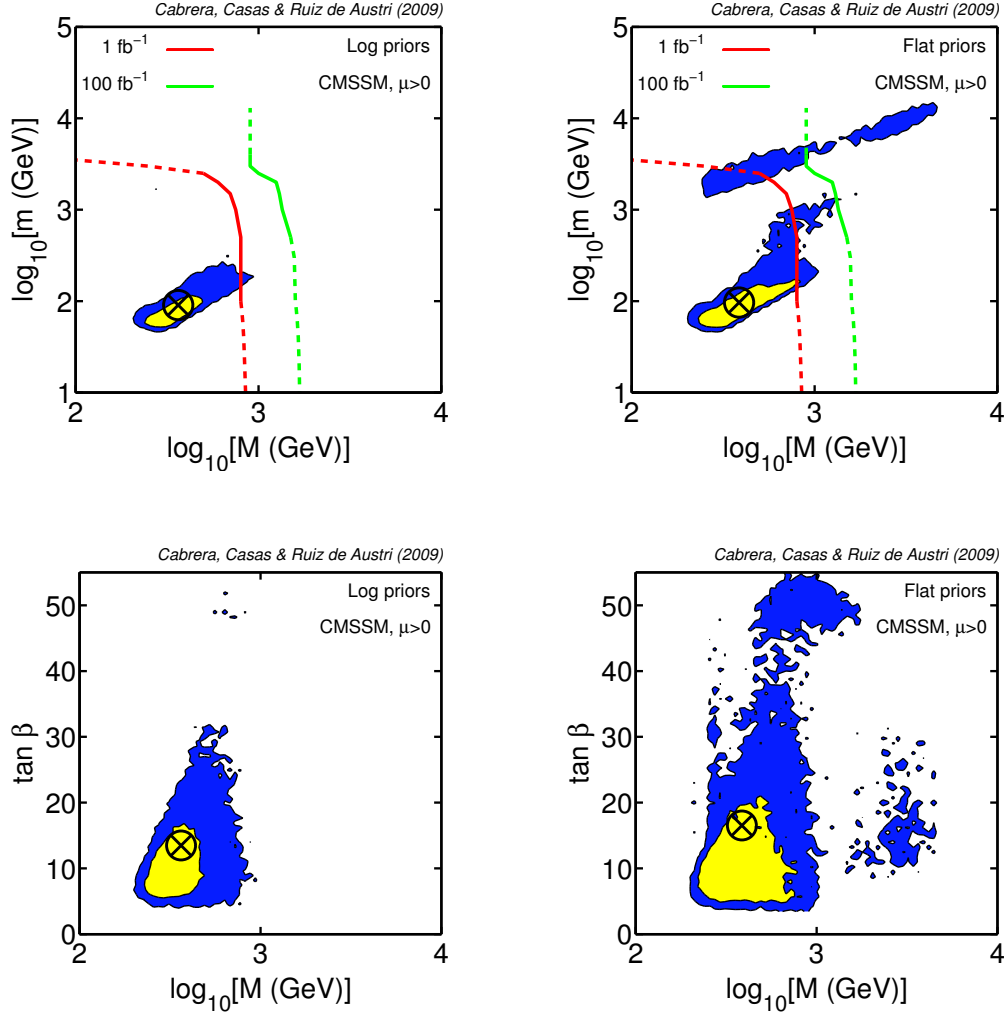 Cabrera, Casas & Ruiz de Austri (2009)
5
1 fb⁻¹
Log priors
100 fb⁻¹
CMSSM, μ>0
4
3
2
1
2
3
4
log₁₀[m (GeV)]
log₁₀[M (GeV)]
Cabrera, Casas & Ruiz de Austri (2009)
5
1 fb⁻¹
Flat priors
100 fb⁻¹
CMSSM, μ>0
4
3
2
1
2
3
4
log₁₀[m (GeV)]
log₁₀[M (GeV)]
Cabrera, Casas & Ruiz de Austri (2009)
Log priors
CMSSM, μ>0
50
40
30
20
10
0
2
3
4
tan β
log₁₀[M (GeV)]
Cabrera, Casas & Ruiz de Austri (2009)
Flat priors
CMSSM, μ>0
50
40
30
20
10
0
2
3
4
tan β
log₁₀[M (GeV)]